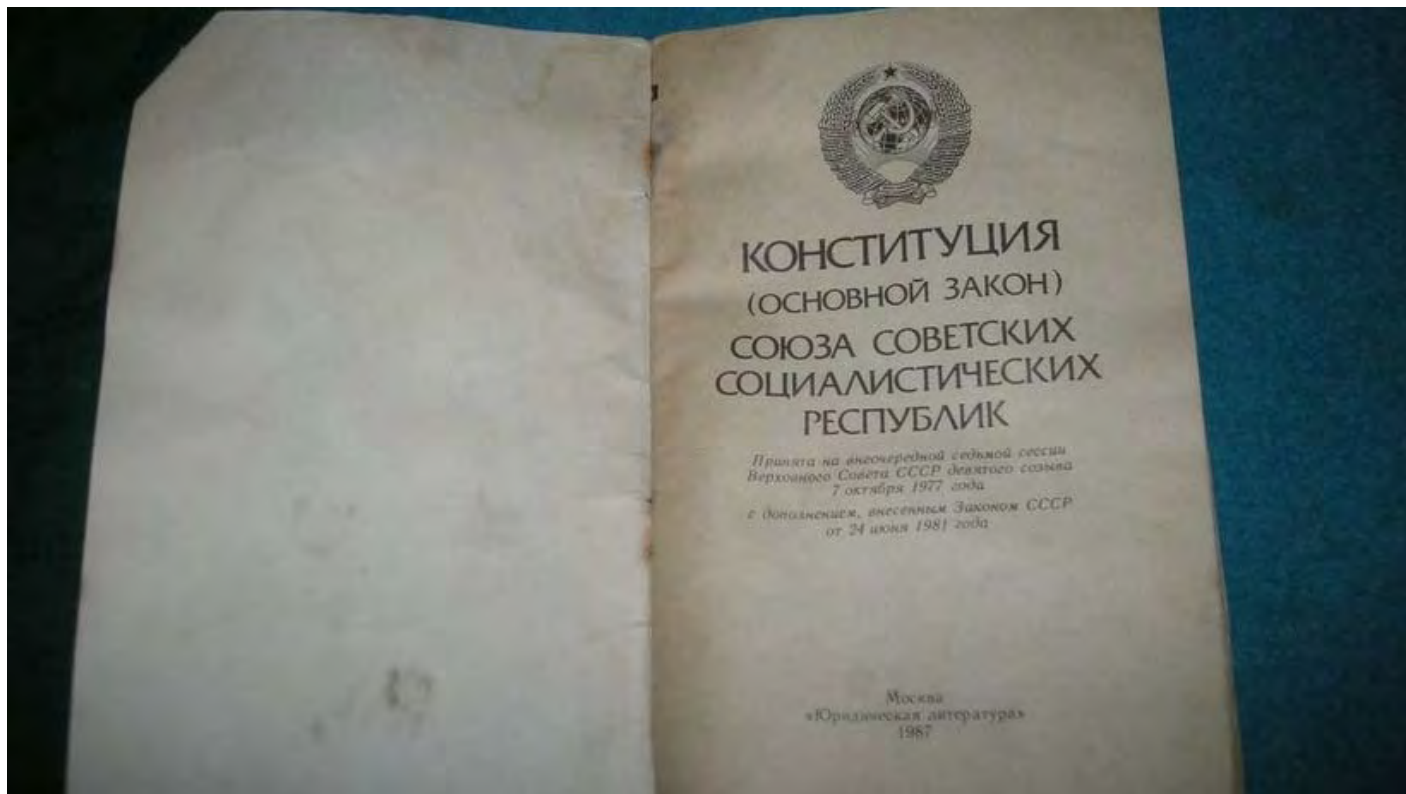 КОНСТИТУЦИЯ
(ОСНОВНОЙ ЗАКОН)
СОЮЗА СОВЕТСКИХ
СОЦИАЛИСТИЧЕСКИХ
РЕСПУБЛИК
Принята на внеочередной седьмой сессии
Верховного Совета СССР девятого созыва
7 октября 1977 года
с дополнением, внесенным Законом СССР
от 24 июня 1981 года
Москва
«Юридическая литература»
1987